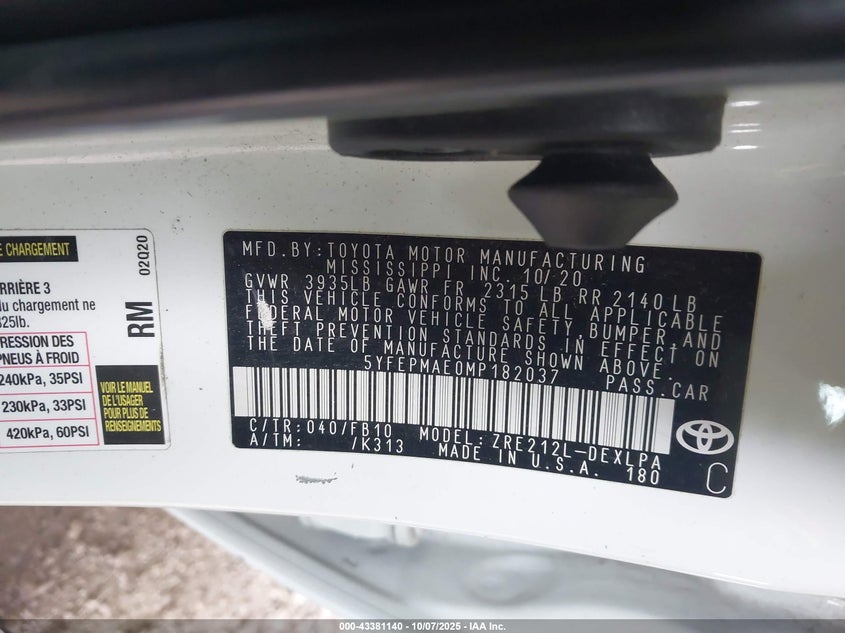 E CHARGEMENT
RRIÈRE 3
du chargement ne
825lb.
RESSION DES
PNEUS À FROID
240kPa, 35PSI
230kPa, 33PSI
420kPa, 60PSI
VOIR LE MANUEL
DE L'USAGER
POUR PLUS DE
RENSEIGNEMENTS
RM 02Q20
MFD.BY:TOYOTA MOTOR MANUFACTURING
MISSISSIPPI INC. 10/20
GVWR 3935LB GAWR FR 2315 LB RR 2140 LB
THIS VEHICLE CONFORMS TO ALL APPLICABLE
FEDERAL MOTOR VEHICLE SAFETY, BUMPER, AND
THEFT PREVENTION STANDARDS IN EFFECT ON
THE DATE OF MANUFACTURE SHOWN ABOVE.
5YFEPMAE0MP182037 PASS.CAR
C/TR:040/FB10 MODEL:ZRE212L-DEXLPA
A/TM: /K313 MADE IN U.S.A. 180
C
000-43381140 - 10/07/2025 - IAA Inc.